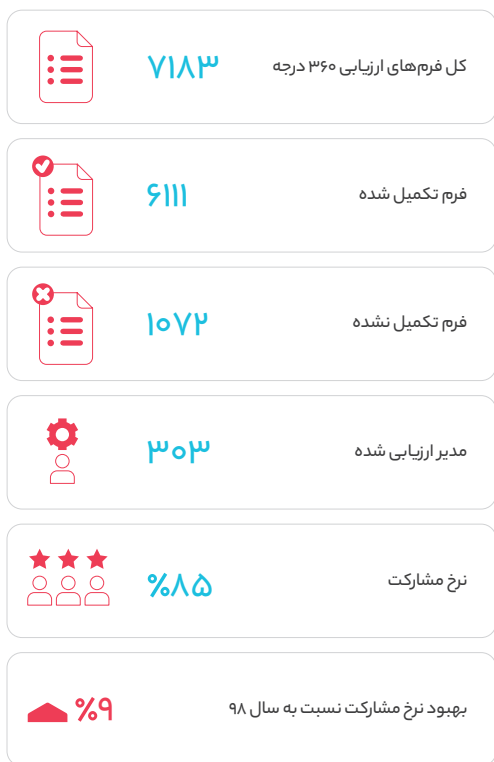 کل فرم‌های ارزیابی ۳۶۰ درجه
۷۱۸۳
فرم تکمیل شده
۶۱۱۱
فرم تکمیل نشده
۱۰۷۲
مدیر ارزیابی شده
۳۰۳
نرخ مشارکت
%۸۵
بهبود نرخ مشارکت نسبت به سال ۹۸
%۹